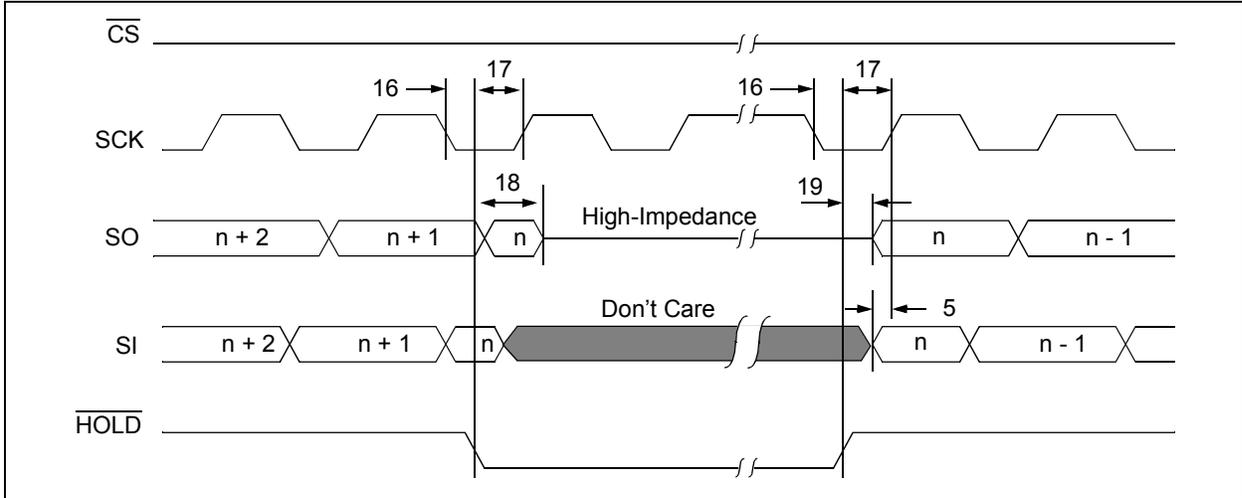 CS
17 17
16 16
SCK
18 19
High-Impedance
SO n + 2 n + 1 n n n - 1
Don't Care 5
SI n + 2 n + 1 n n n - 1
HOLD